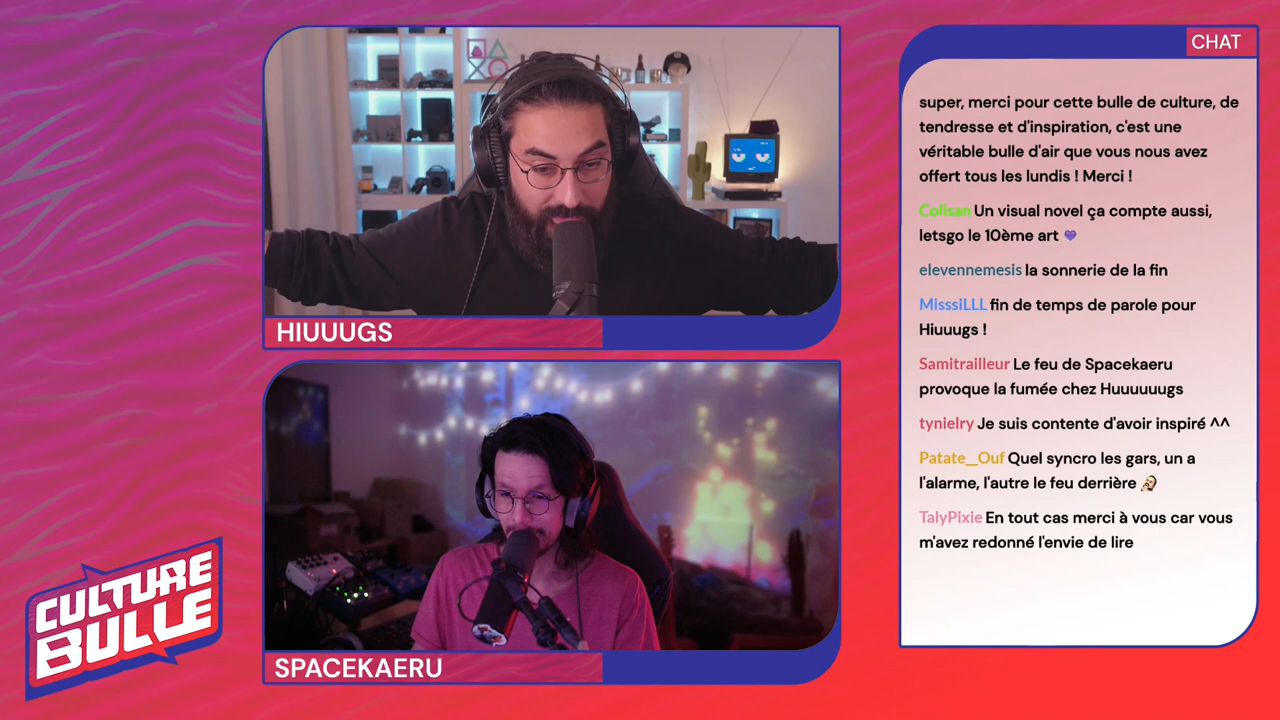 CHAT
super, merci pour cette bulle de culture, de
tendresse et d'inspiration, c'est une
véritable bulle d'air que vous nous avez
offert tous les lundis ! Merci !
Colisan Un visual novel ça compte aussi,
letsgo le 10ème art 💜
elevennemesis la sonnerie de la fin
MisssiLLL fin de temps de parole pour
Hiuuugs !
Samitrailleur Le feu de Spacekaeru
provoque la fumée chez Huuuuuugs
tynielry Je suis contente d'avoir inspiré ^^
Patate_Ouf Quel syncro les gars, un a
l'alarme, l'autre le feu derrière
TalyPixie En tout cas merci à vous car vous
m'avez redonné l'envie de lire
HIUUUGS
SPACEKAERU
CULTURE
BULLE